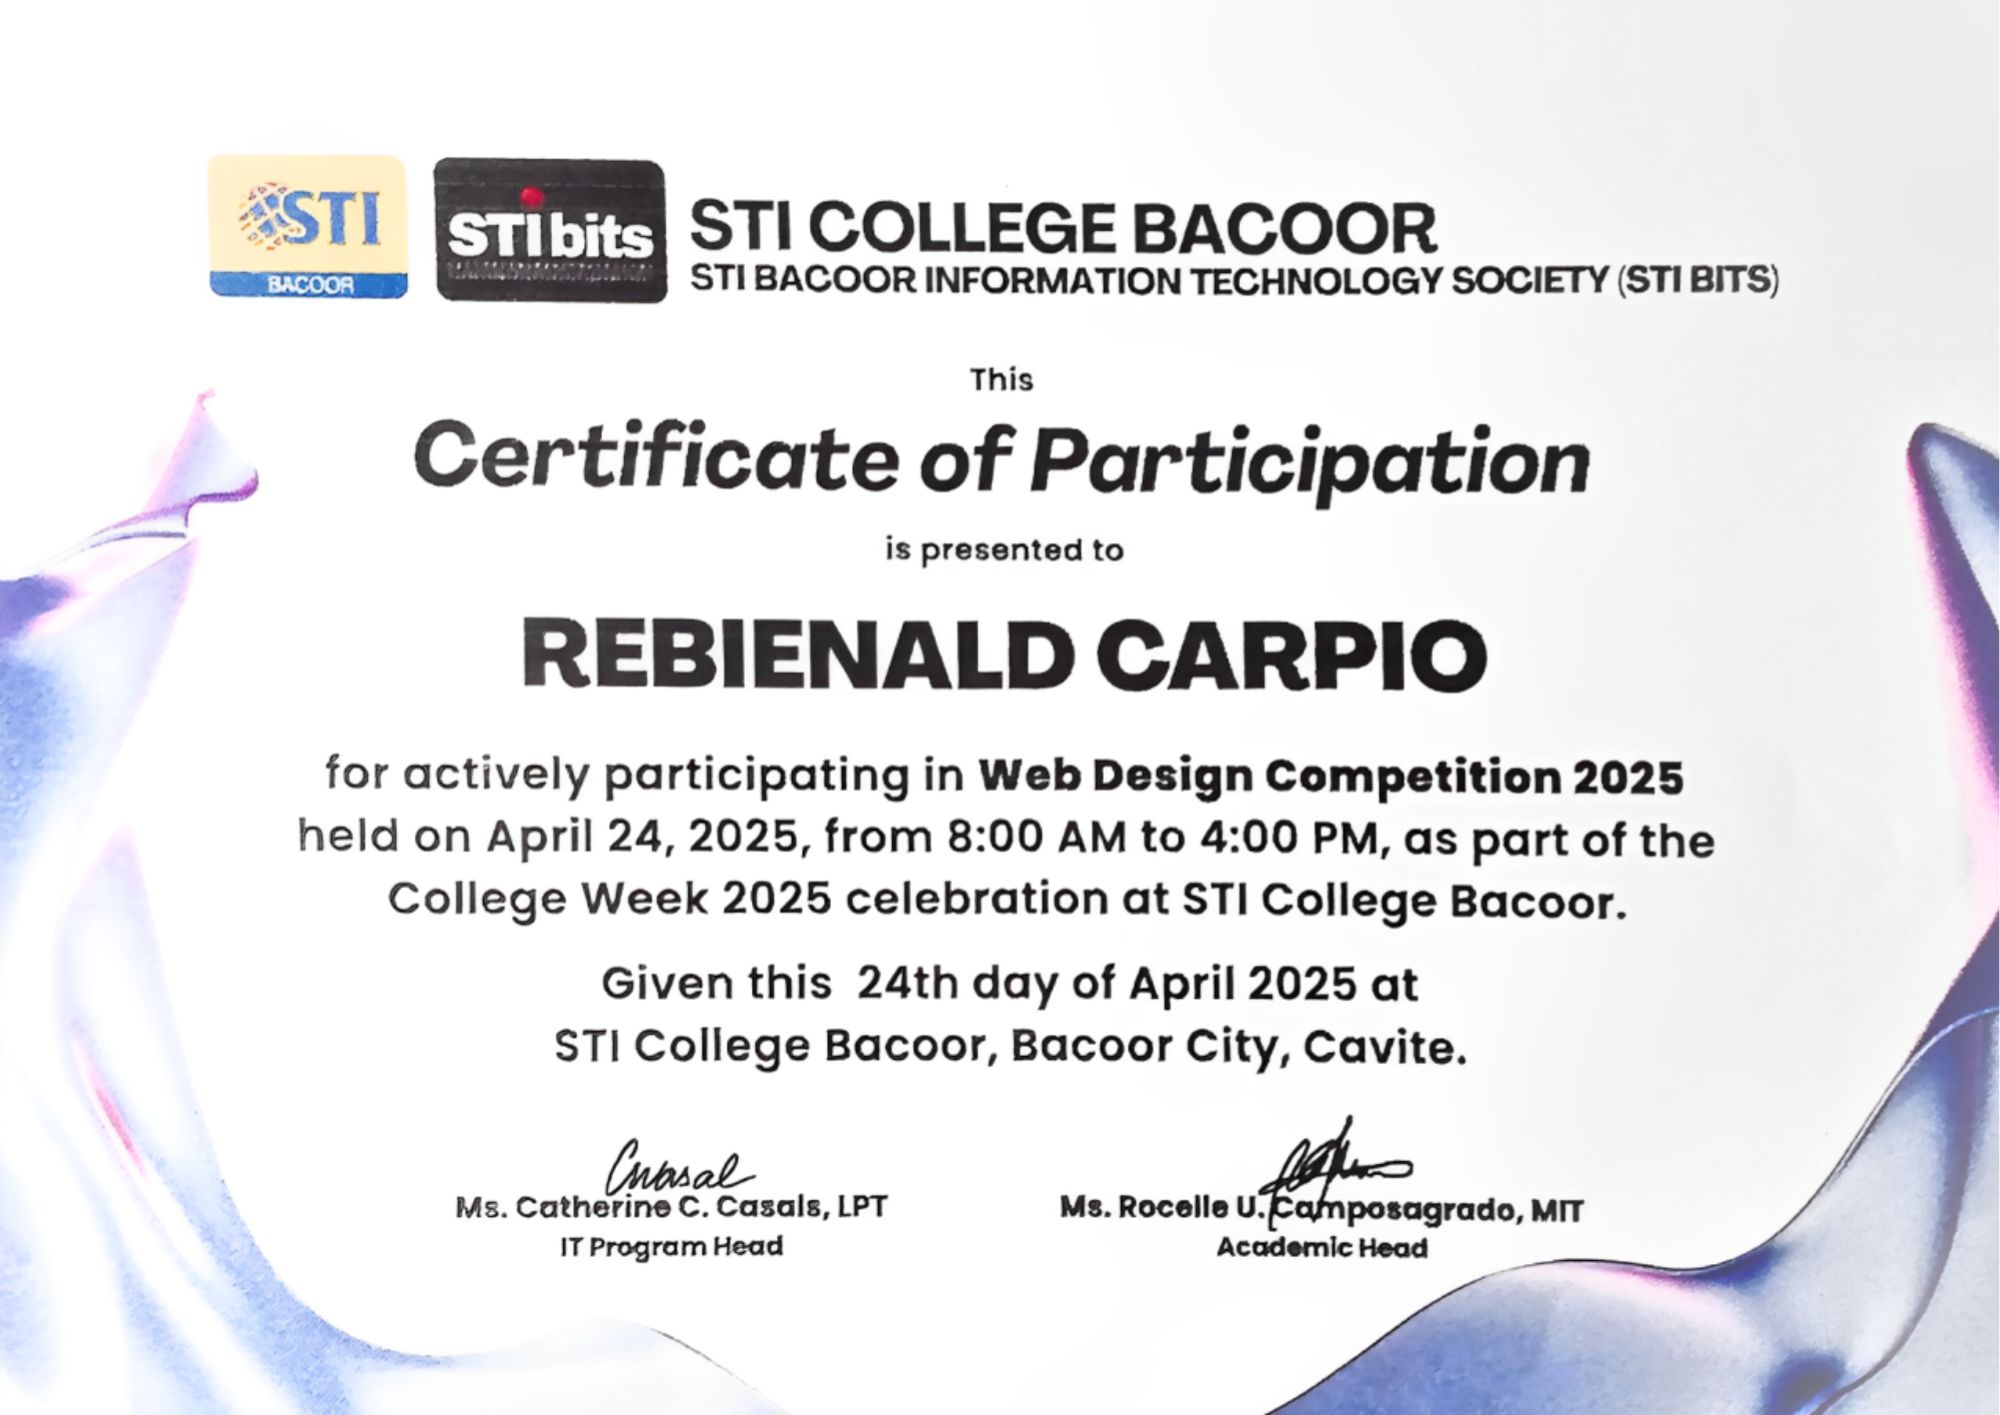 STI
BACOOR
STI bits
STI COLLEGE BACOOR
STI BACOOR INFORMATION TECHNOLOGY SOCIETY (STI BITS)
This
Certificate of Participation
is presented to
REBIENALD CARPIO
for actively participating in Web Design Competition 2025
held on April 24, 2025, from 8:00 AM to 4:00 PM, as part of the
College Week 2025 celebration at STI College Bacoor.
Given this 24th day of April 2025 at
STI College Bacoor, Bacoor City, Cavite.
Ms. Catherine C. Casals, LPT
IT Program Head
Ms. Rocelle U. Camposagrado, MIT
Academic Head